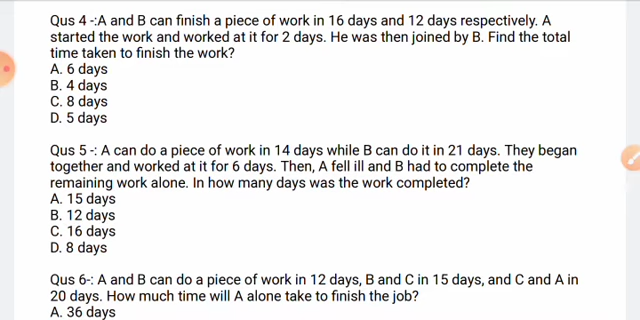 Qus 4 -:A and B can finish a piece of work in 16 days and 12 days respectively. A
started the work and worked at it for 2 days. He was then joined by B. Find the total
time taken to finish the work?
A. 6 days
B. 4 days
C. 8 days
D. 5 days
Qus 5 -: A can do a piece of work in 14 days while B can do it in 21 days. They began
together and worked at it for 6 days. Then, A fell ill and B had to complete the
remaining work alone. In how many days was the work completed?
A. 15 days
B. 12 days
C. 16 days
D. 8 days
Qus 6-: A and B can do a piece of work in 12 days, B and C in 15 days, and C and A in
20 days. How much time will A alone take to finish the job?
A. 36 days